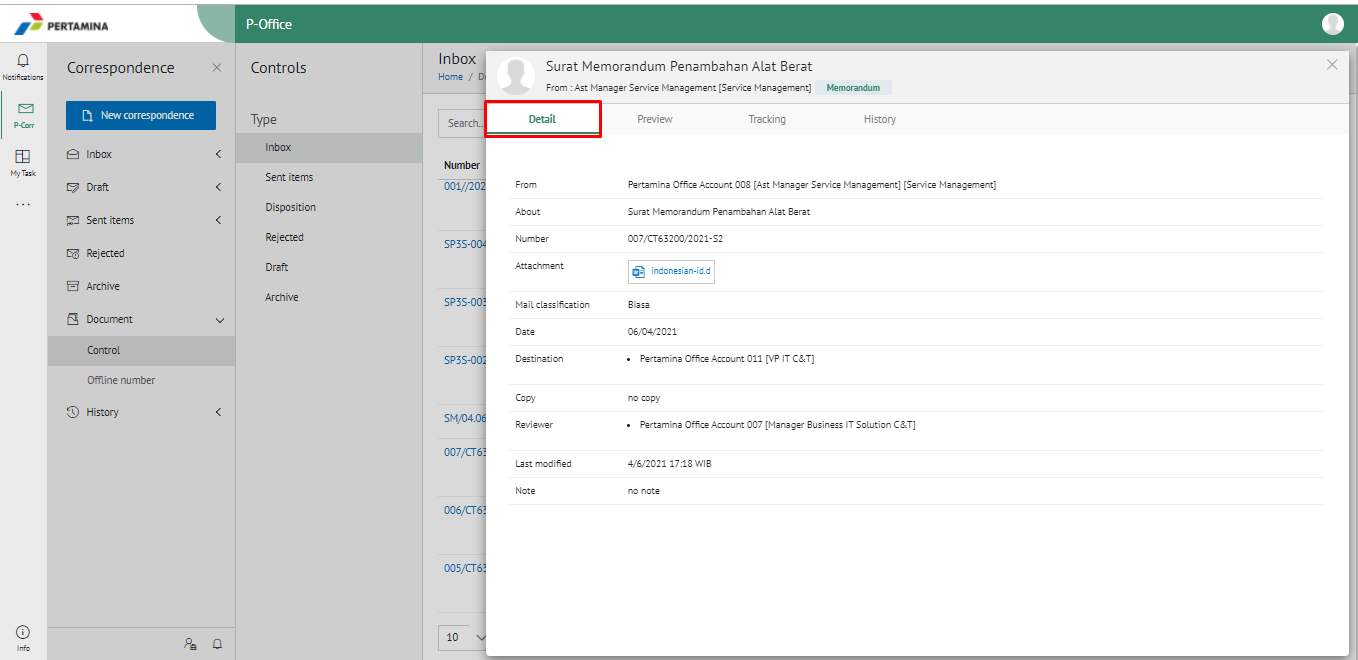 PERTAMINA
P-Office
Notifications
P-Corr
My Task
Info
Correspondence
New correspondence
Inbox
Draft
Sent items
Rejected
Archive
Document
Control
Offline number
History
Controls
Type
Inbox
Sent items
Disposition
Rejected
Draft
Archive
Inbox
Home /
Search...
Number
001//202
SP3S-004
SP3S-003
SP3S-002
SM/04.06
007/CT63
006/CT63
005/CT63
10
Surat Memorandum Penambahan Alat Berat
From : Ast Manager Service Management [Service Management] Memorandum
Detail Preview Tracking History
From Pertamina Office Account 008 [Ast Manager Service Management] [Service Management]
About Surat Memorandum Penambahan Alat Berat
Number 007/CT63200/2021-S2
Attachment indonesian-id.d
Mail classification Biasa
Date 06/04/2021
Destination • Pertamina Office Account 011 [VP IT C&T]
Copy no copy
Reviewer • Pertamina Office Account 007 [Manager Business IT Solution C&T]
Last modified 4/6/2021 17:18 WIB
Note no note